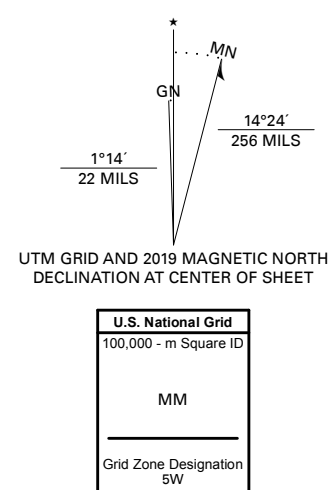 ★
MN
GN
14°24´
256 MILS
1°14´
22 MILS
UTM GRID AND 2019 MAGNETIC NORTH
DECLINATION AT CENTER OF SHEET
U.S. National Grid
100,000 - m Square ID
MM
Grid Zone Designation
5W